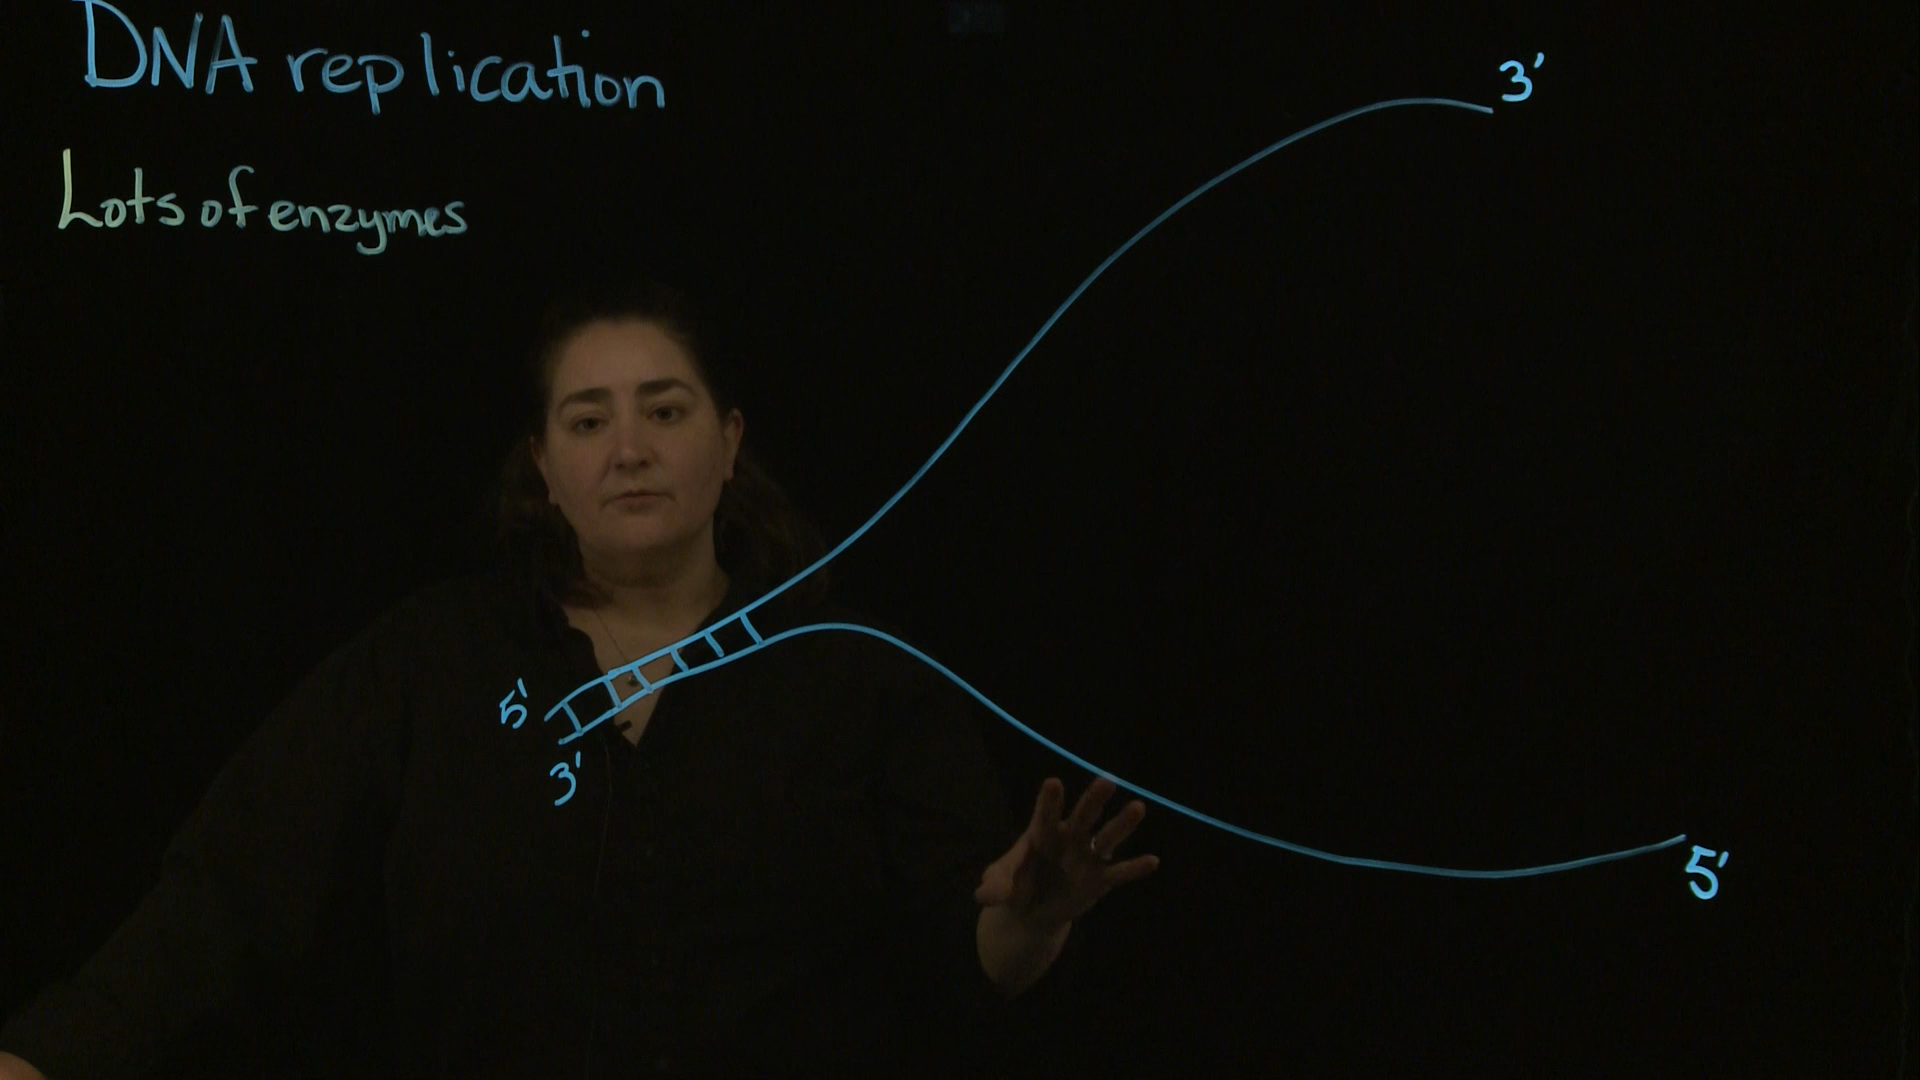 DNA replication
Lots of enzymes
3'
5'
3'
5'